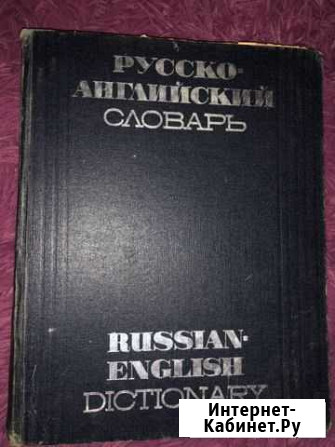 РУССКО-
АНГЛИЙСКИЙ
СЛОВАРЬ
RUSSIAN-
ENGLISH
DICTIONARY
Интернет-
Кабинет.Ру